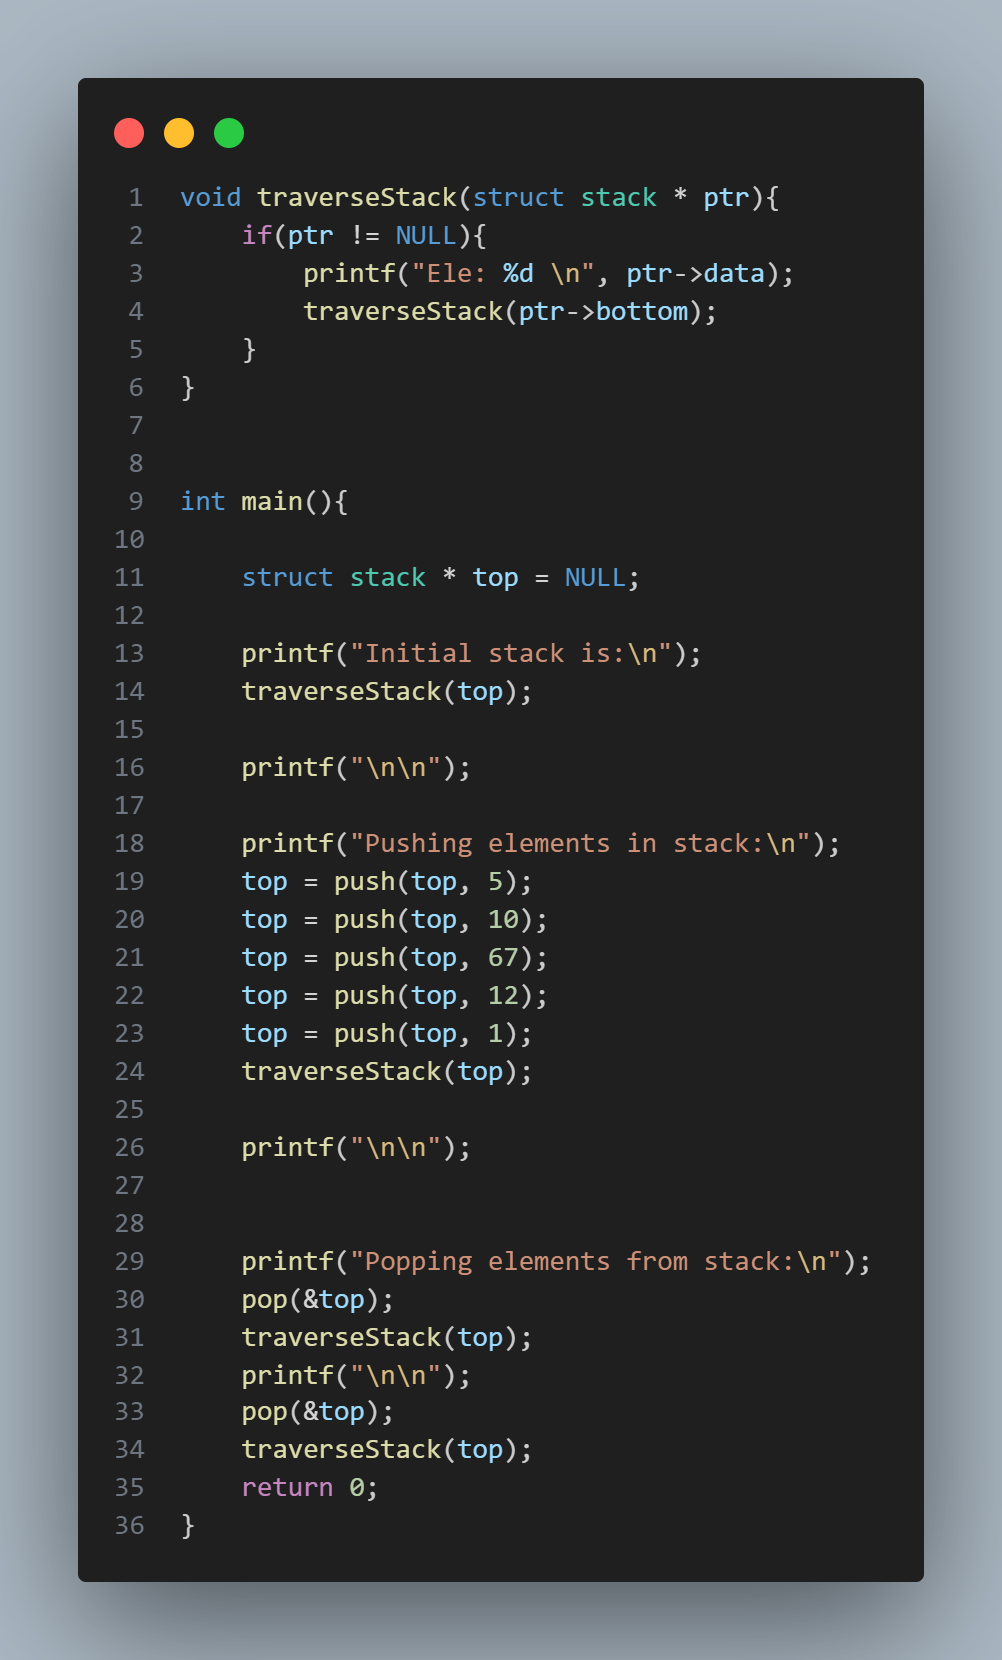 1 void traverseStack(struct stack * ptr){
2     if(ptr != NULL){
3         printf("Ele: %d \n", ptr->data);
4         traverseStack(ptr->bottom);
5     }
6 }
7
8
9 int main(){
10
11     struct stack * top = NULL;
12
13     printf("Initial stack is:\n");
14     traverseStack(top);
15
16     printf("\n\n");
17
18     printf("Pushing elements in stack:\n");
19     top = push(top, 5);
20     top = push(top, 10);
21     top = push(top, 67);
22     top = push(top, 12);
23     top = push(top, 1);
24     traverseStack(top);
25
26     printf("\n\n");
27
28
29     printf("Popping elements from stack:\n");
30     pop(&top);
31     traverseStack(top);
32     printf("\n\n");
33     pop(&top);
34     traverseStack(top);
35     return 0;
36 }